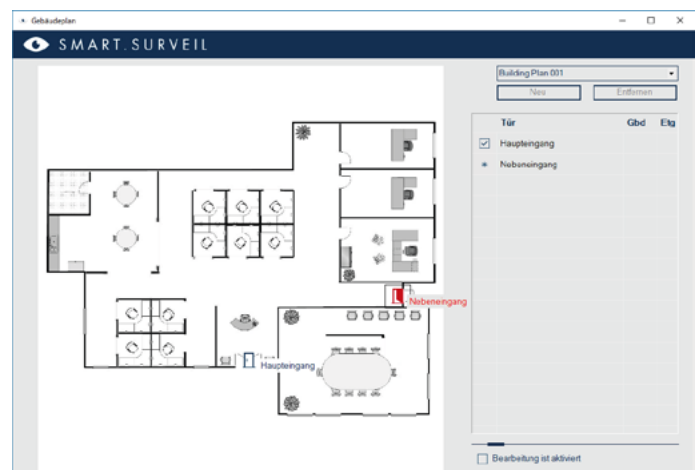 Gebäudeplan
SMART.SURVEIL
Building Plan 001
Neu
Entfernen
Tür Gbd Etg
Haupteingang
Nebeneingang
Nebeneingang
Haupteingang
Bearbeitung ist aktiviert